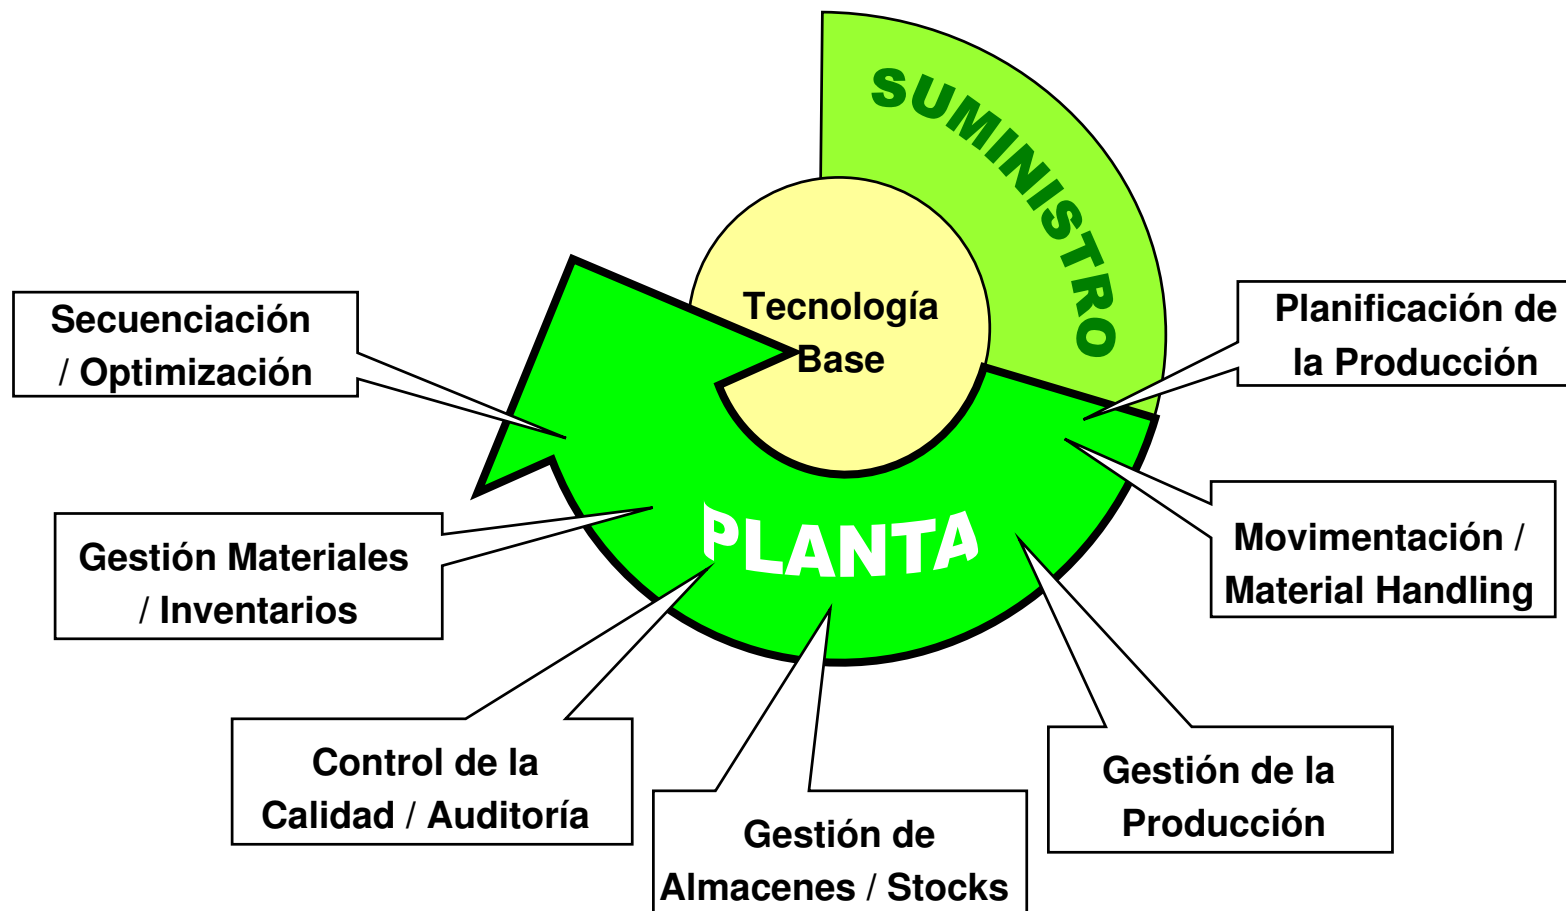 SUMINISTRO
Tecnología
Base
PLANTA
Secuenciación
/ Optimización
Planificación de
la Producción
Gestión Materiales
/ Inventarios
Movimentación /
Material Handling
Control de la
Calidad / Auditoría
Gestión de
Almacenes / Stocks
Gestión de la
Producción